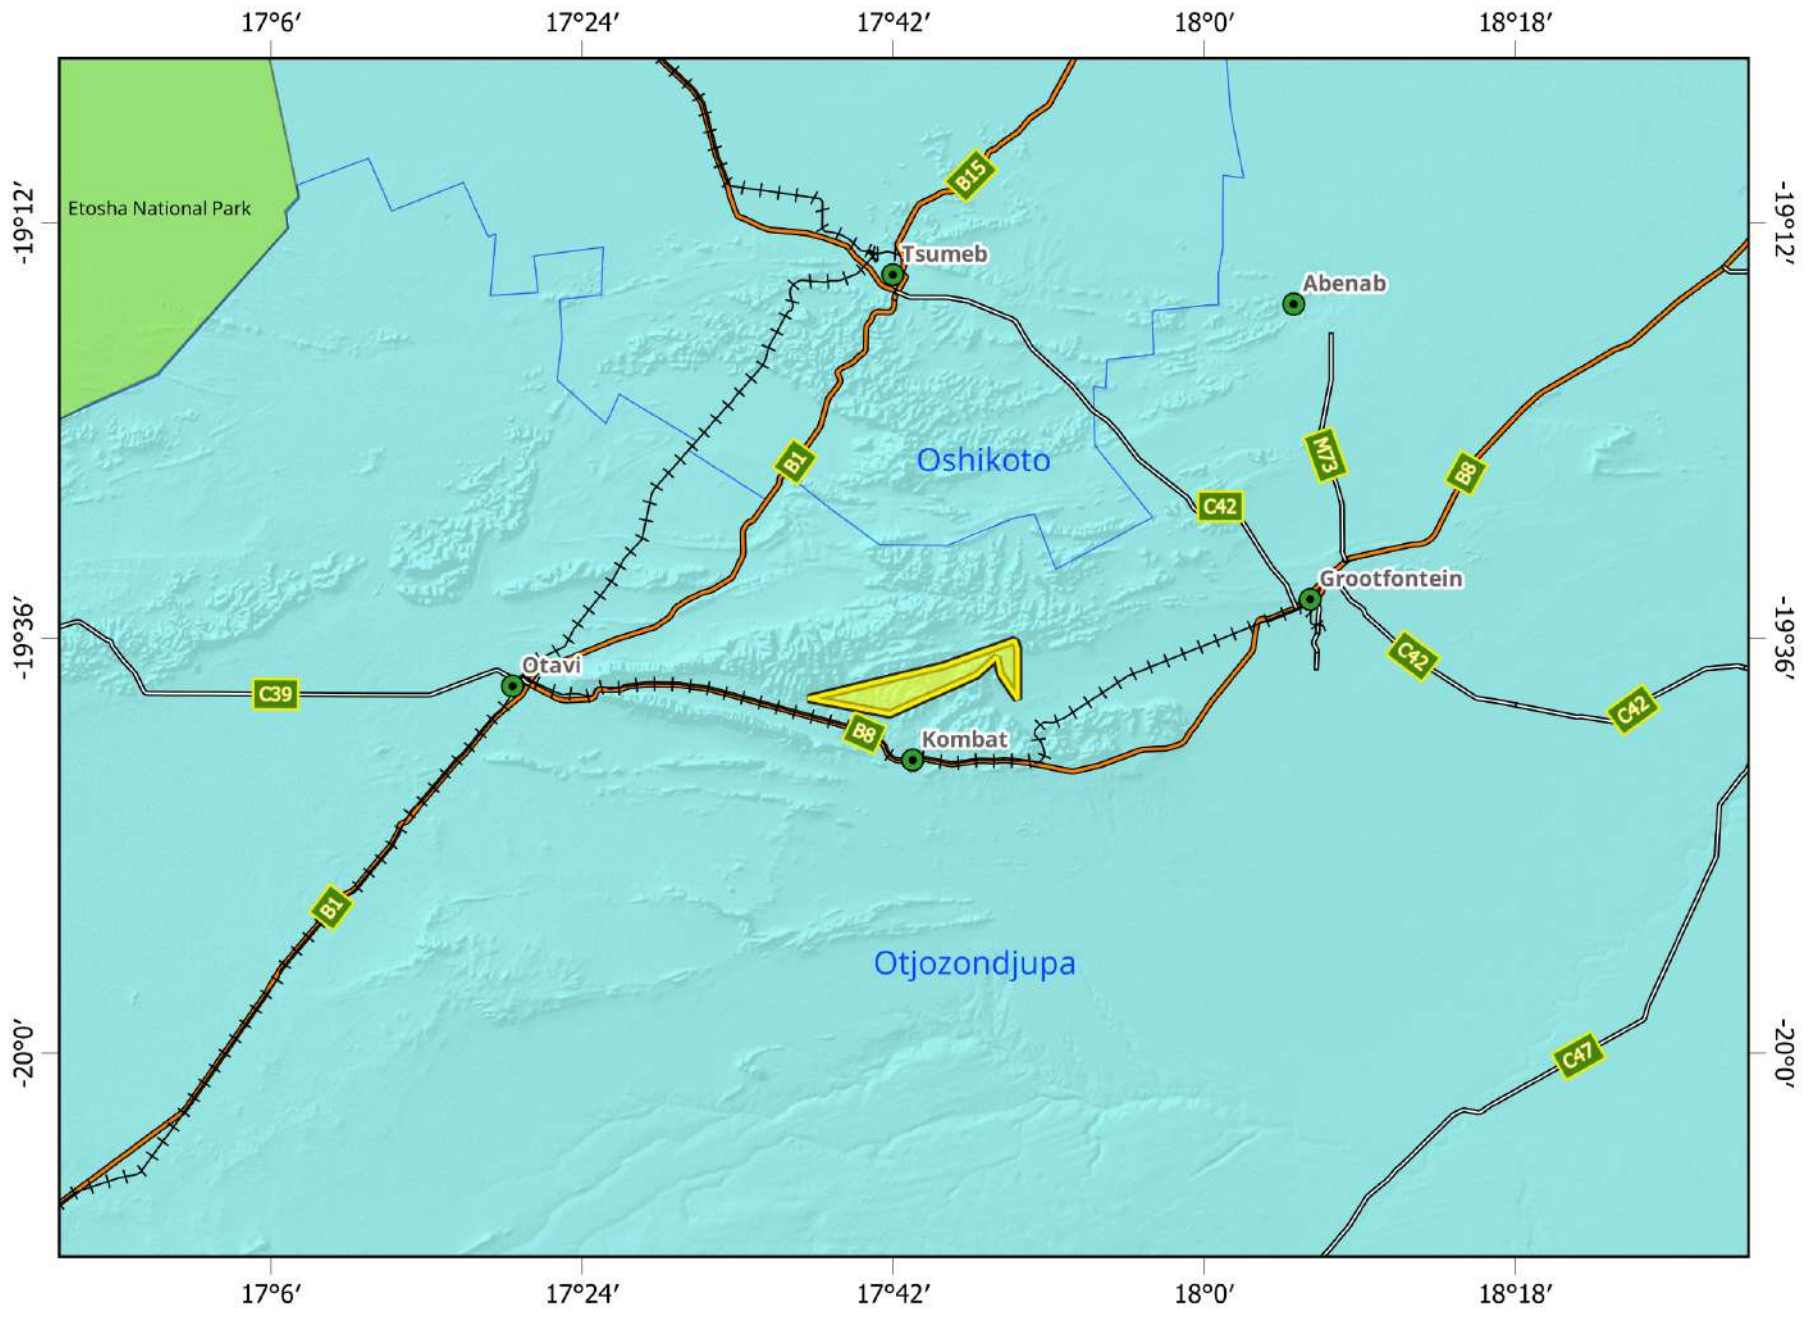 17°6′
17°24′
17°42′
18°0′
18°18′
B15
Etosha National Park
-19°12′
-19°12′
Tsumeb
Abenab
B1
Oshikoto
M73
B8
C42
Grootfontein
-19°36′
-19°36′
Otavi
C42
C39
C42
B8
Kombat
B1
Otjozondjupa
-20°0′
-20°0′
C47
17°6′
17°24′
17°42′
18°0′
18°18′